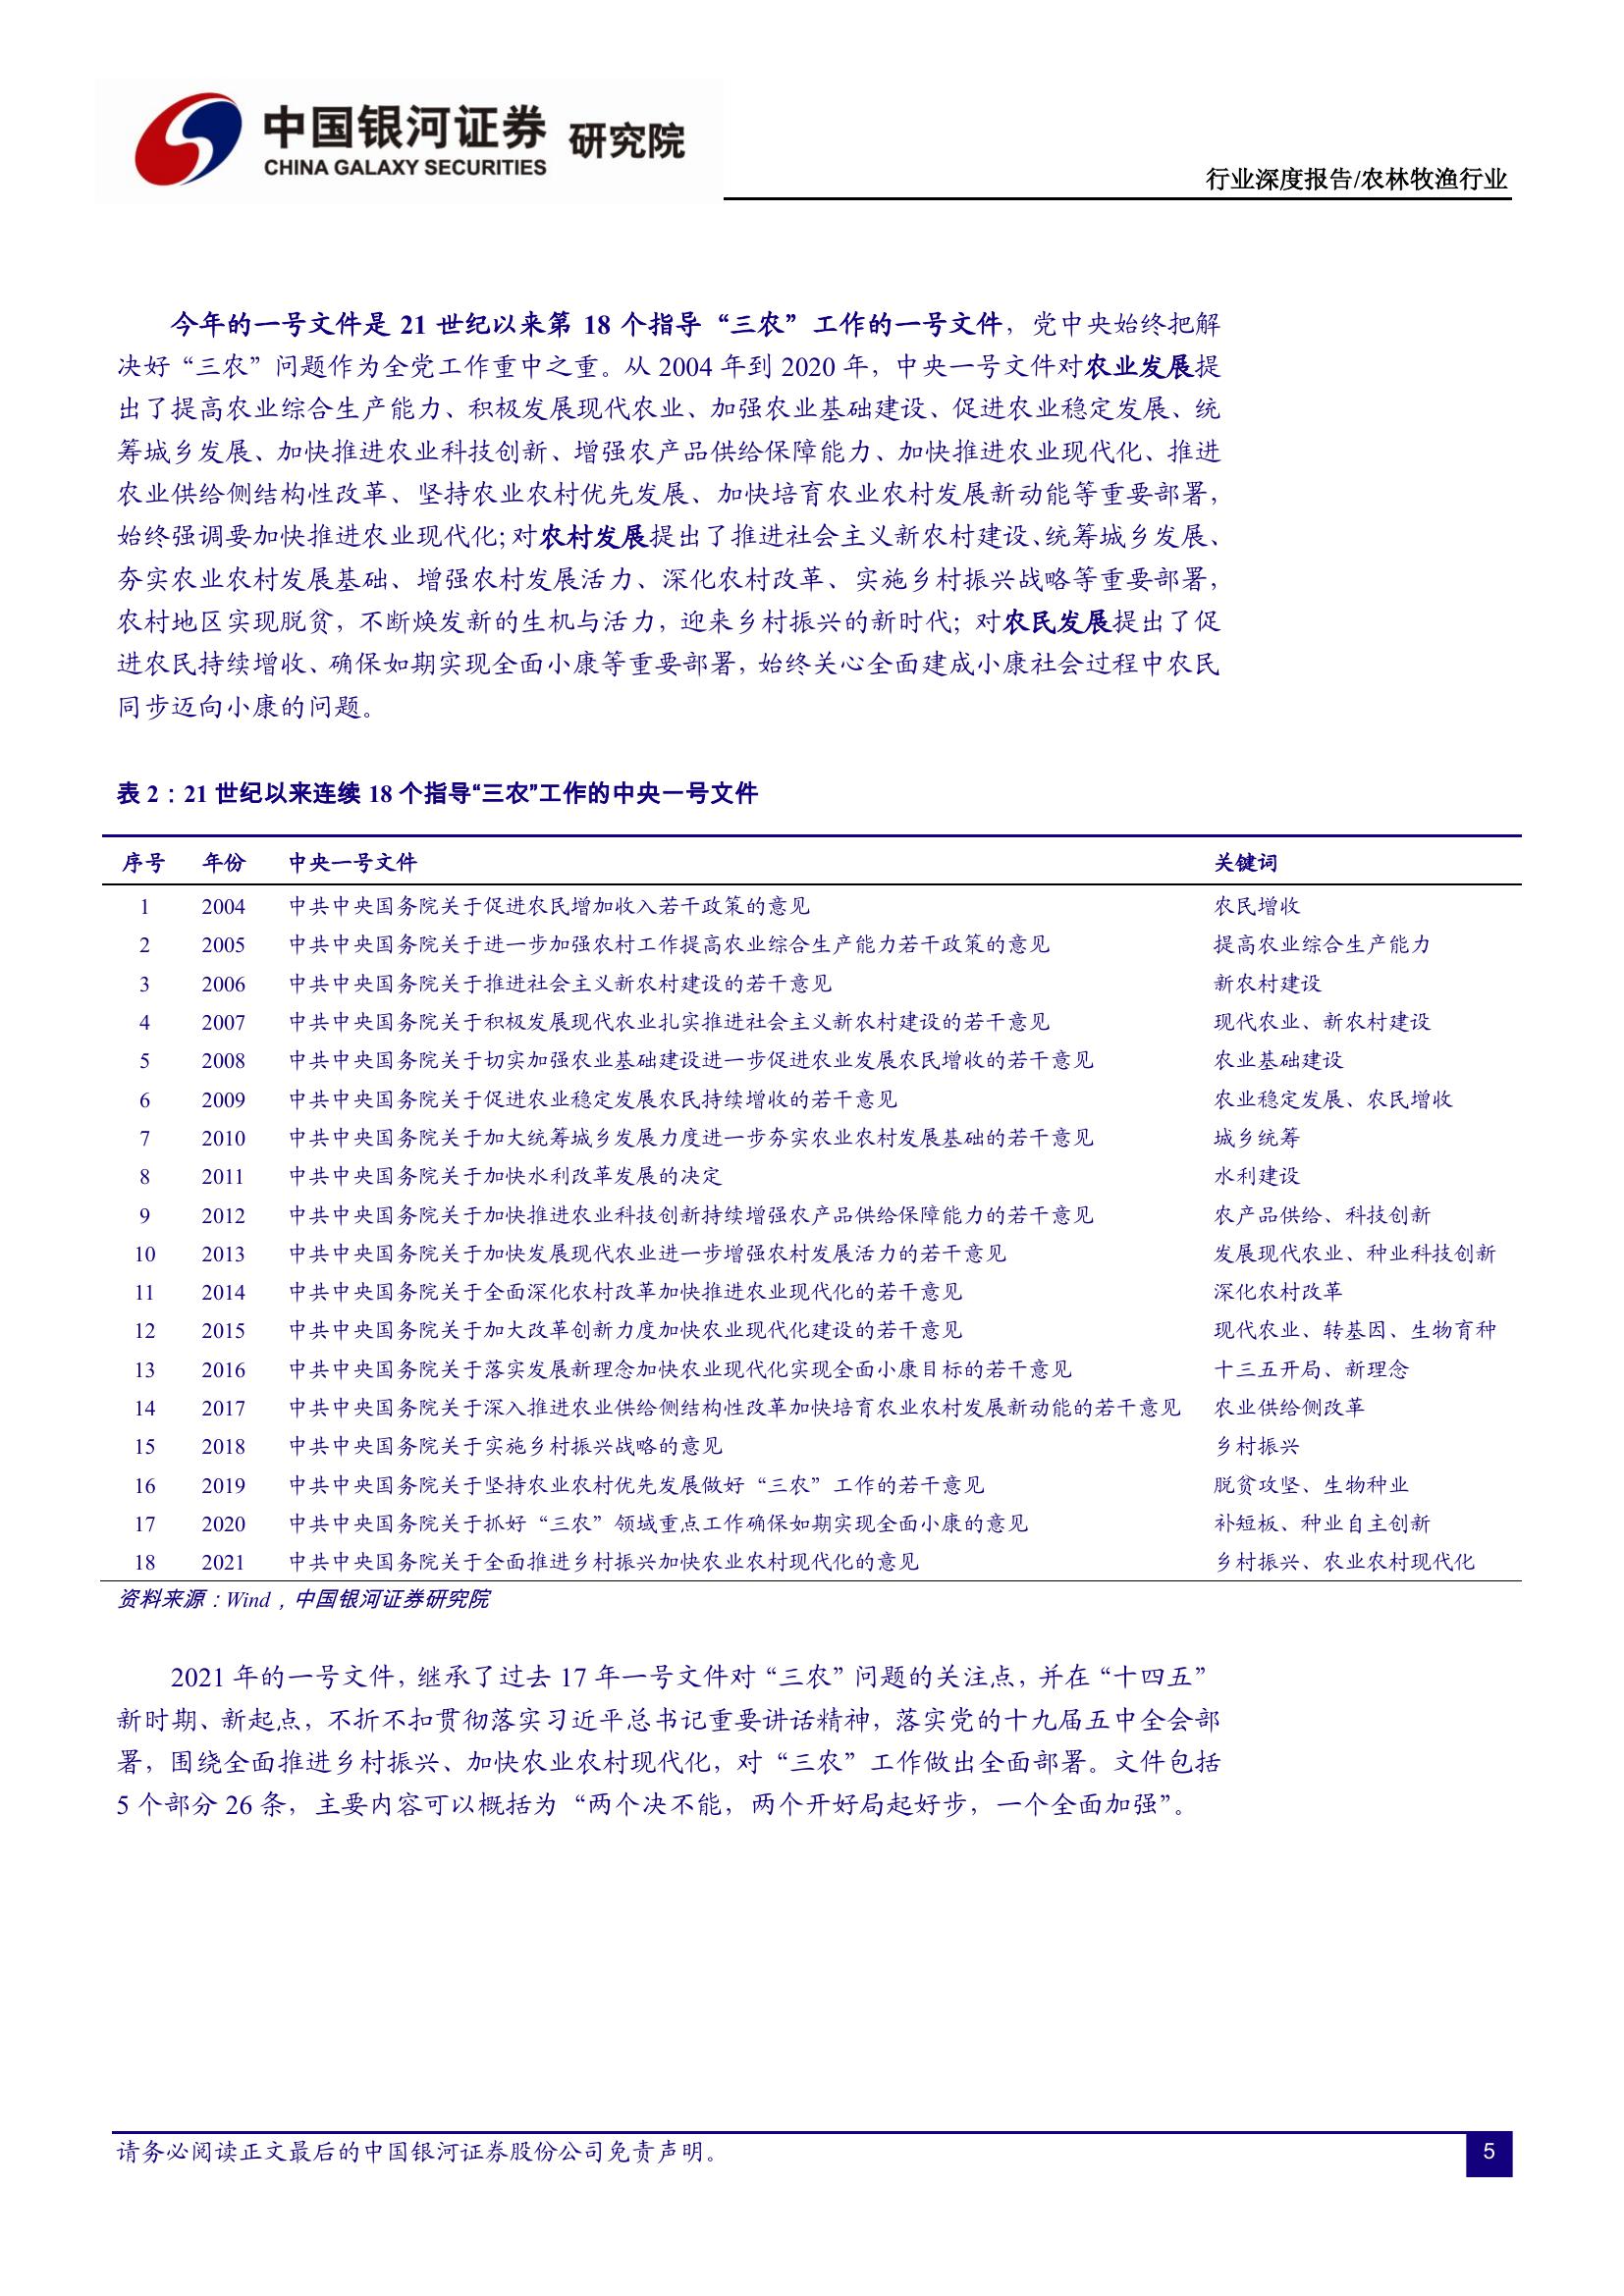 中国银河证券 研究院
CHINA GALAXY SECURITIES
行业深度报告/农林牧渔行业
今年的一号文件是 21 世纪以来第 18 个指导“三农”工作的一号文件，党中央始终把解
决好“三农”问题作为全党工作重中之重。从 2004 年到 2020 年，中央一号文件对农业发展提
出了提高农业综合生产能力、积极发展现代农业、加强农业基础建设、促进农业稳定发展、统
筹城乡发展、加快推进农业科技创新、增强农产品供给保障能力、加快推进农业现代化、推进
农业供给侧结构性改革、坚持农业农村优先发展、加快培育农业农村发展新动能等重要部署，
始终强调要加快推进农业现代化；对农村发展提出了推进社会主义新农村建设、统筹城乡发展、
夯实农业农村发展基础、增强农村发展活力、深化农村改革、实施乡村振兴战略等重要部署，
农村地区实现脱贫，不断焕发新的生机与活力，迎来乡村振兴的新时代；对农民发展提出了促
进农民持续增收、确保如期实现全面小康等重要部署，始终关心全面建成小康社会过程中农民
同步迈向小康的问题。
表 2：21 世纪以来连续 18 个指导“三农”工作的中央一号文件
序号 年份 中央一号文件 关键词
1 2004 中共中央国务院关于促进农民增加收入若干政策的意见 农民增收
2 2005 中共中央国务院关于进一步加强农村工作提高农业综合生产能力若干政策的意见 提高农业综合生产能力
3 2006 中共中央国务院关于推进社会主义新农村建设的若干意见 新农村建设
4 2007 中共中央国务院关于积极发展现代农业扎实推进社会主义新农村建设的若干意见 现代农业、新农村建设
5 2008 中共中央国务院关于切实加强农业基础建设进一步促进农业发展农民增收的若干意见 农业基础建设
6 2009 中共中央国务院关于促进农业稳定发展农民持续增收的若干意见 农业稳定发展、农民增收
7 2010 中共中央国务院关于加大统筹城乡发展力度进一步夯实农业农村发展基础的若干意见 城乡统筹
8 2011 中共中央国务院关于加快水利改革发展的决定 水利建设
9 2012 中共中央国务院关于加快推进农业科技创新持续增强农产品供给保障能力的若干意见 农产品供给、科技创新
10 2013 中共中央国务院关于加快发展现代农业进一步增强农村发展活力的若干意见 发展现代农业、种业科技创新
11 2014 中共中央国务院关于全面深化农村改革加快推进农业现代化的若干意见 深化农村改革
12 2015 中共中央国务院关于加大改革创新力度加快农业现代化建设的若干意见 现代农业、转基因、生物育种
13 2016 中共中央国务院关于落实发展新理念加快农业现代化实现全面小康目标的若干意见 十三五开局、新理念
14 2017 中共中央国务院关于深入推进农业供给侧结构性改革加快培育农业农村发展新动能的若干意见 农业供给侧改革
15 2018 中共中央国务院关于实施乡村振兴战略的意见 乡村振兴
16 2019 中共中央国务院关于坚持农业农村优先发展做好“三农”工作的若干意见 脱贫攻坚、生物种业
17 2020 中共中央国务院关于抓好“三农”领域重点工作确保如期实现全面小康的意见 补短板、种业自主创新
18 2021 中共中央国务院关于全面推进乡村振兴加快农业农村现代化的意见 乡村振兴、农业农村现代化
资料来源：Wind，中国银河证券研究院
2021 年的一号文件，继承了过去 17 年一号文件对“三农”问题的关注点，并在“十四五”
新时期、新起点，不折不扣贯彻落实习近平总书记重要讲话精神，落实党的十九届五中全会部
署，围绕全面推进乡村振兴、加快农业农村现代化，对“三农”工作做出全面部署。文件包括
5 个部分 26 条，主要内容可以概括为“两个决不能，两个开好局起好步，一个全面加强”。
请务必阅读正文最后的中国银河证券股份公司免责声明。
5